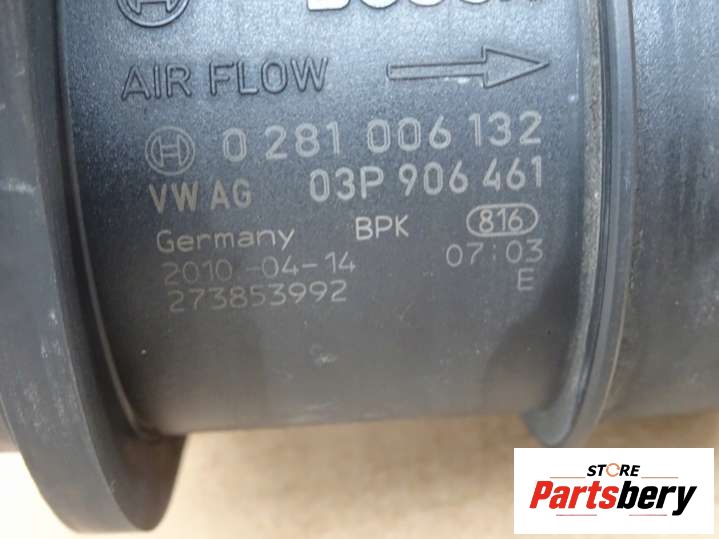 BOSCH
AIR FLOW
0 281 006 132
VW AG 03P 906 461
Germany BPK 816
2010-04-14 07:03
273853992 E
STORE
Partsbery